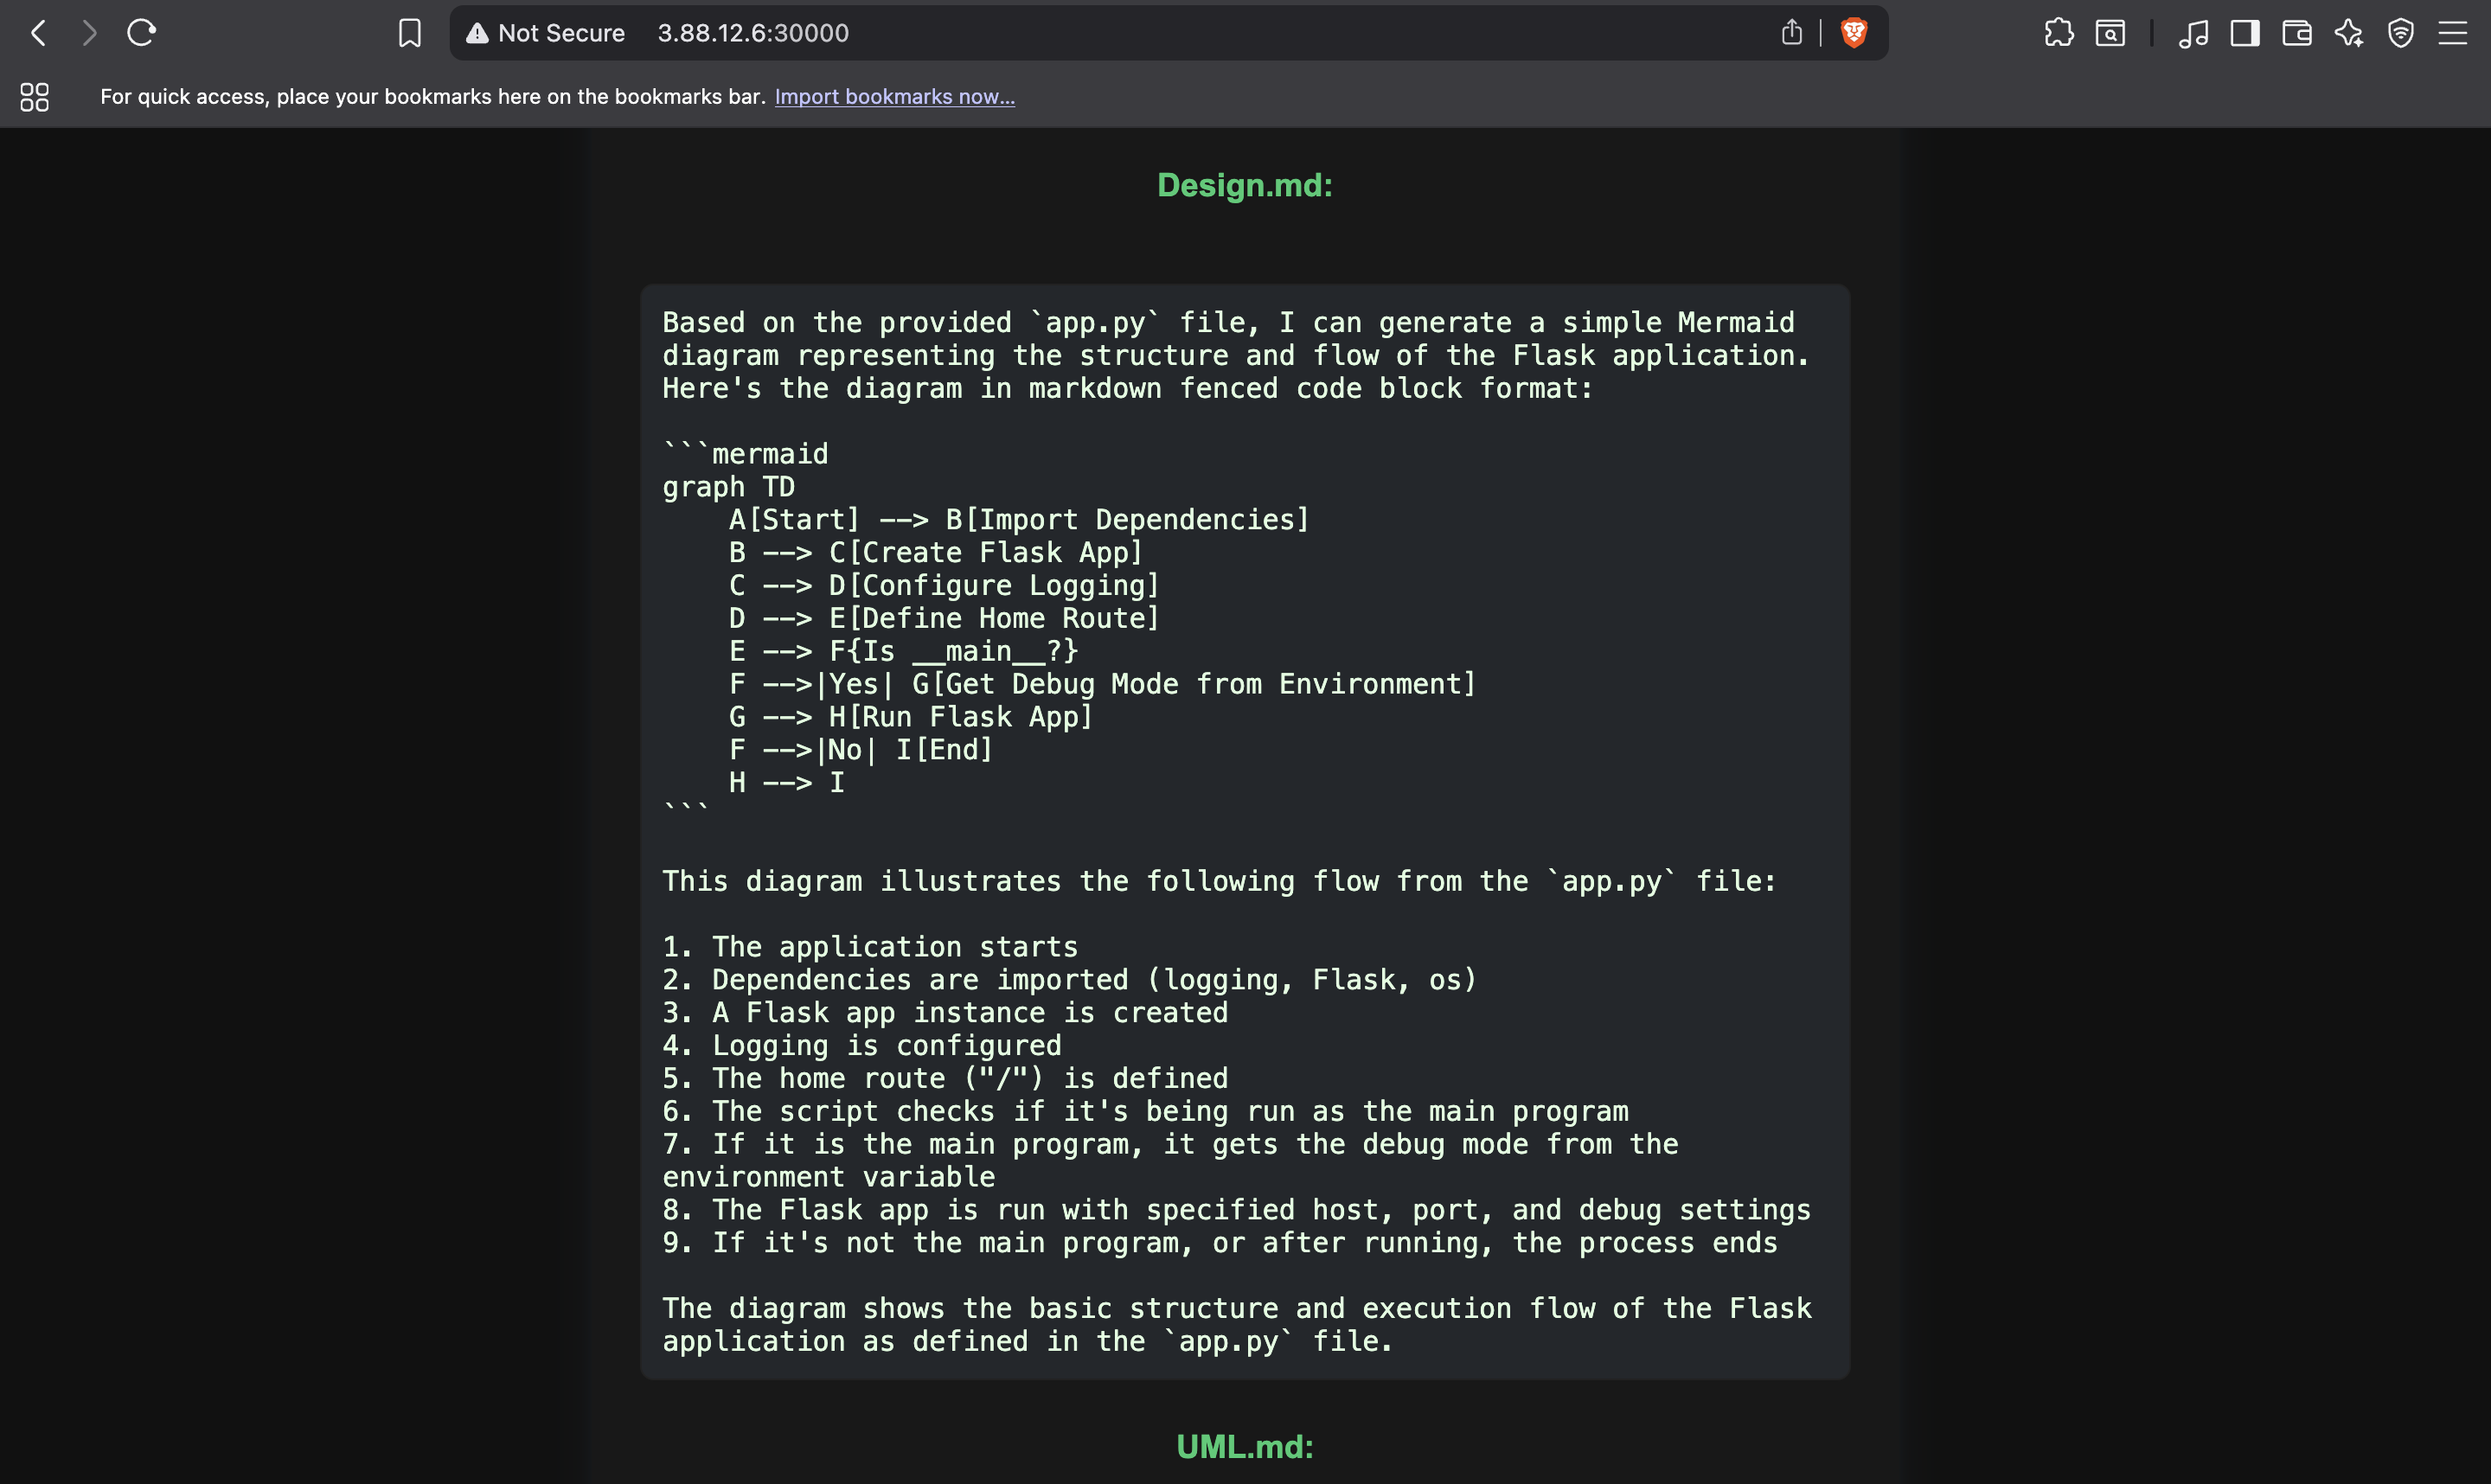 Not Secure 3.88.12.6:30000
For quick access, place your bookmarks here on the bookmarks bar. Import bookmarks now...
Design.md:
Based on the provided `app.py` file, I can generate a simple Mermaid
diagram representing the structure and flow of the Flask application.
Here's the diagram in markdown fenced code block format:
```mermaid
graph TD
    A[Start] --> B[Import Dependencies]
    B --> C[Create Flask App]
    C --> D[Configure Logging]
    D --> E[Define Home Route]
    E --> F{Is __main__?}
    F -->|Yes| G[Get Debug Mode from Environment]
    G --> H[Run Flask App]
    F -->|No| I[End]
    H --> I
```
This diagram illustrates the following flow from the `app.py` file:
1. The application starts
2. Dependencies are imported (logging, Flask, os)
3. A Flask app instance is created
4. Logging is configured
5. The home route ("/") is defined
6. The script checks if it's being run as the main program
7. If it is the main program, it gets the debug mode from the
environment variable
8. The Flask app is run with specified host, port, and debug settings
9. If it's not the main program, or after running, the process ends
The diagram shows the basic structure and execution flow of the Flask
application as defined in the `app.py` file.
UML.md: